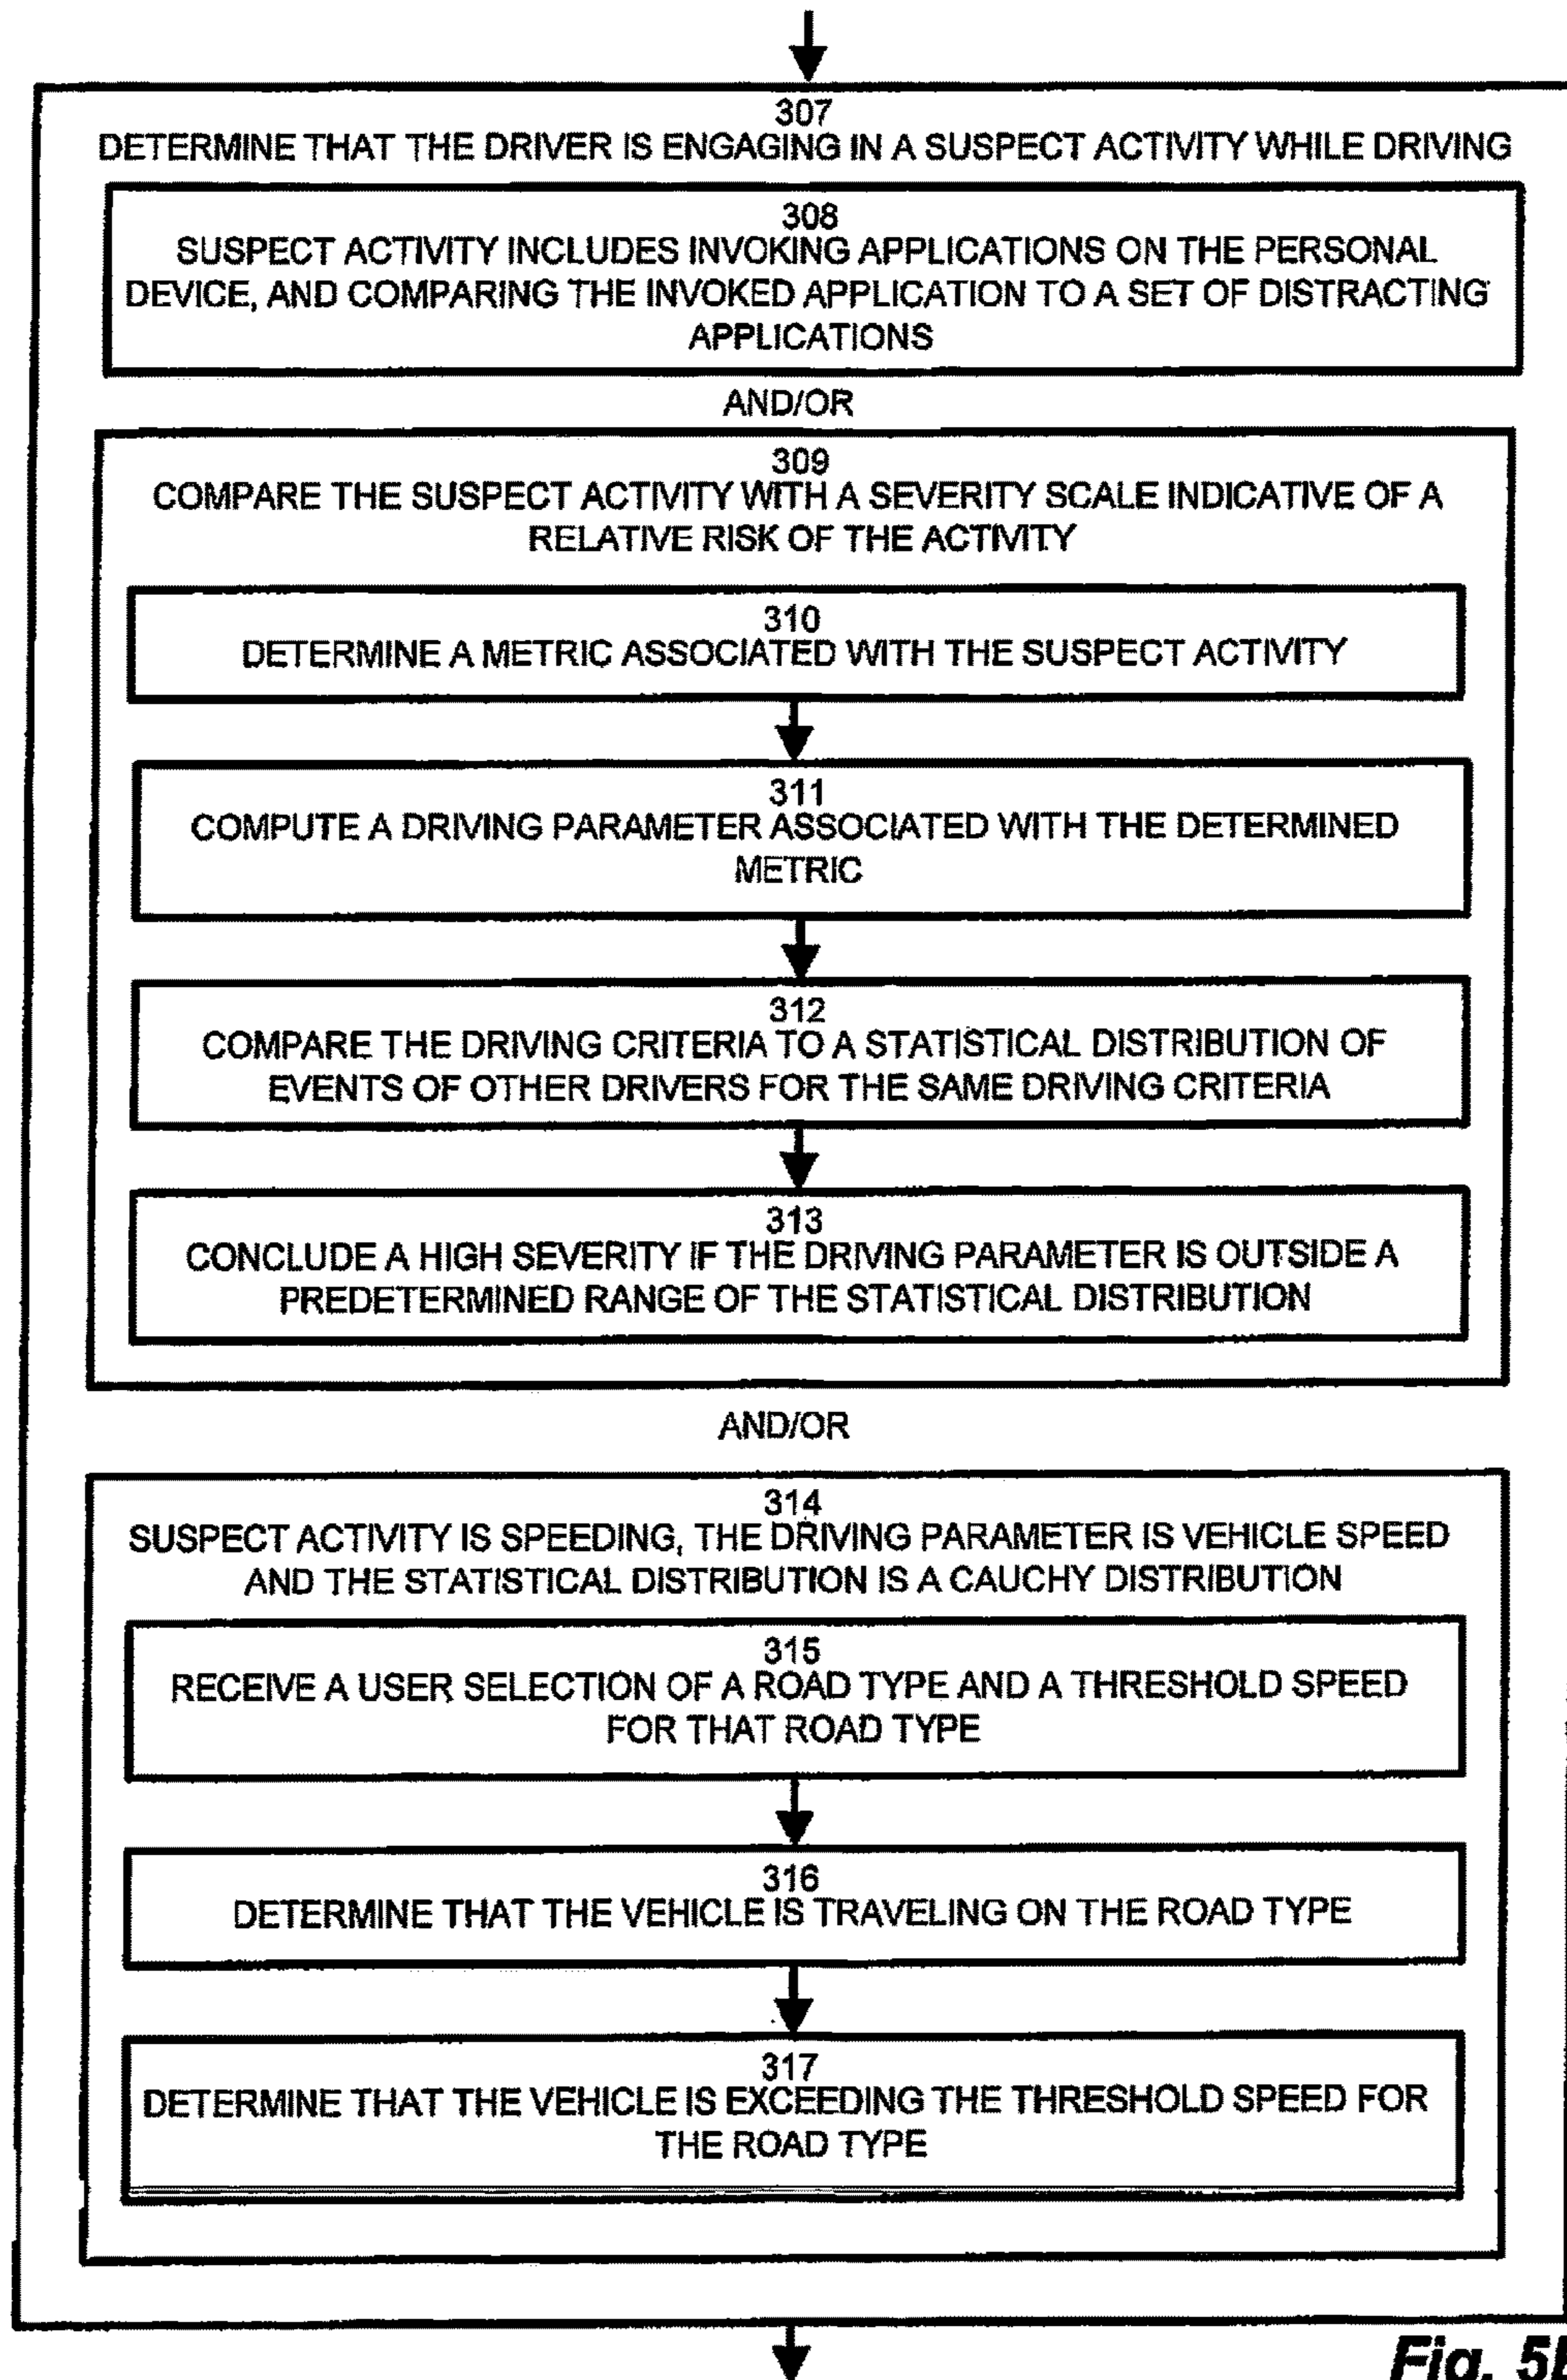 307
DETERMINE THAT THE DRIVER IS ENGAGING IN A SUSPECT ACTIVITY WHILE DRIVING
308
SUSPECT ACTIVITY INCLUDES INVOKING APPLICATIONS ON THE PERSONAL
DEVICE, AND COMPARING THE INVOKED APPLICATION TO A SET OF DISTRACTING
APPLICATIONS
AND/OR
309
COMPARE THE SUSPECT ACTIVITY WITH A SEVERITY SCALE INDICATIVE OF A
RELATIVE RISK OF THE ACTIVITY
310
DETERMINE A METRIC ASSOCIATED WITH THE SUSPECT ACTIVITY
311
COMPUTE A DRIVING PARAMETER ASSOCIATED WITH THE DETERMINED
METRIC
312
COMPARE THE DRIVING CRITERIA TO A STATISTICAL DISTRIBUTION OF
EVENTS OF OTHER DRIVERS FOR THE SAME DRIVING CRITERIA
313
CONCLUDE A HIGH SEVERITY IF THE DRIVING PARAMETER IS OUTSIDE A
PREDETERMINED RANGE OF THE STATISTICAL DISTRIBUTION
AND/OR
314
SUSPECT ACTIVITY IS SPEEDING, THE DRIVING PARAMETER IS VEHICLE SPEED
AND THE STATISTICAL DISTRIBUTION IS A CAUCHY DISTRIBUTION
315
RECEIVE A USER SELECTION OF A ROAD TYPE AND A THRESHOLD SPEED
FOR THAT ROAD TYPE
316
DETERMINE THAT THE VEHICLE IS TRAVELING ON THE ROAD TYPE
317
DETERMINE THAT THE VEHICLE IS EXCEEDING THE THRESHOLD SPEED FOR
THE ROAD TYPE
Fig.